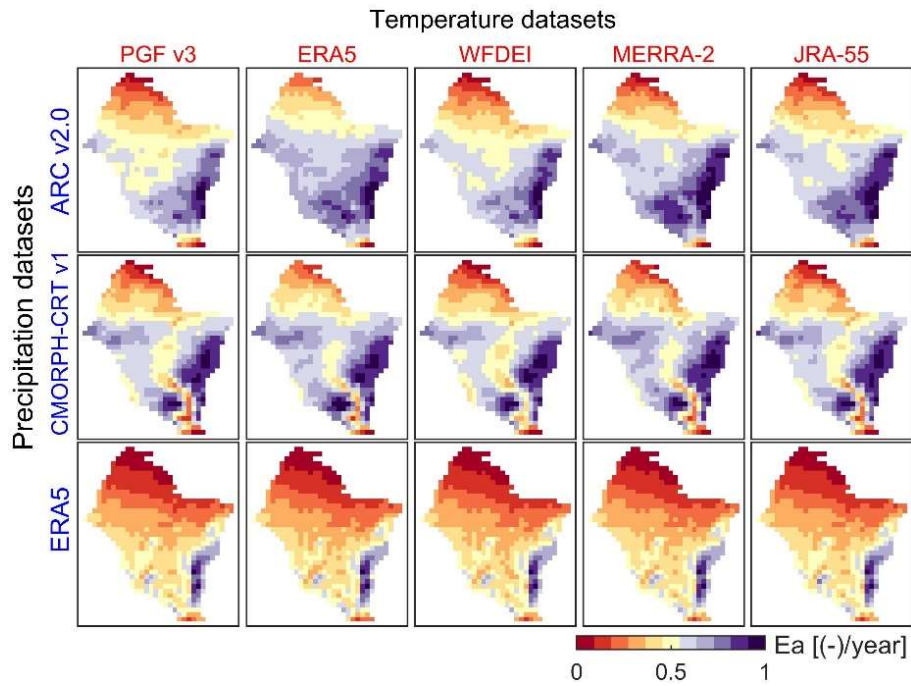 Temperature datasets
PGF v3 ERA5 WFDEI MERRA-2 JRA-55
Precipitation datasets
ARC v2.0
CMORPH-CRT v1
ERA5
Ea [(-)/year]
0 0.5 1